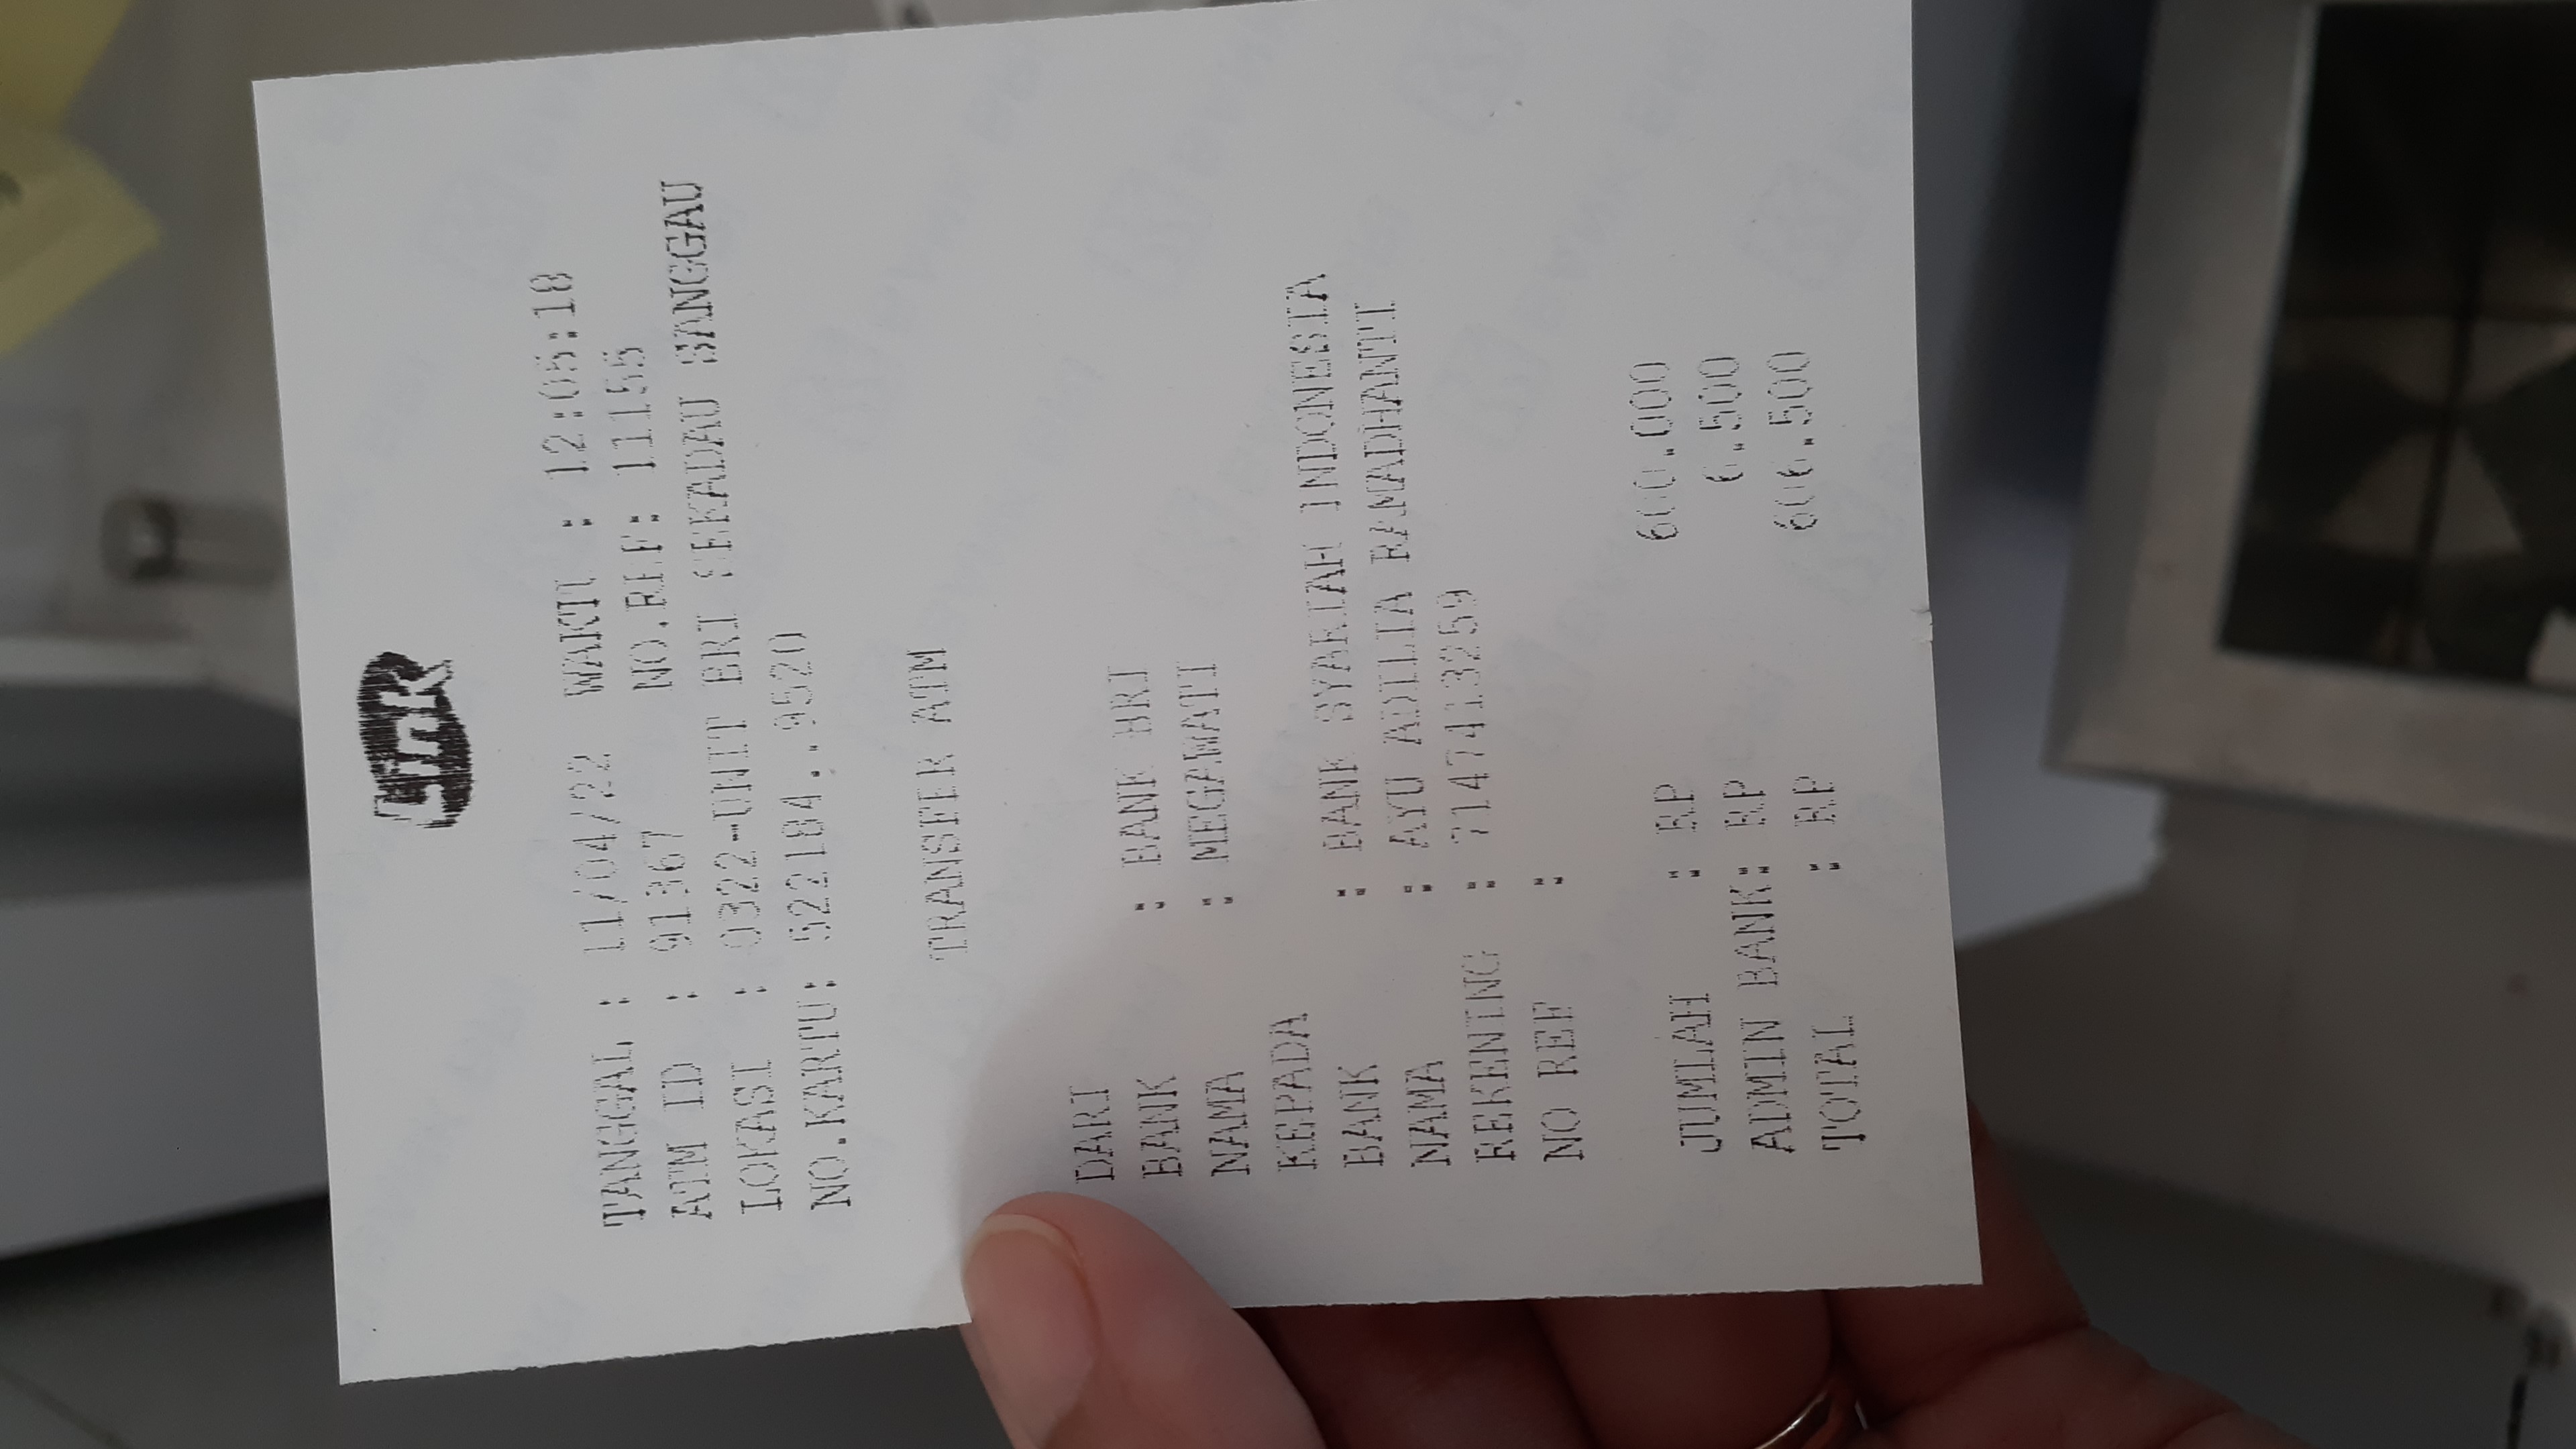 Link
TANGGAL : 11/04/22 WAKTU : 12:05:18
ATM ID : 91367 NO.REF: 11155
LOKASI : 0322-UNIT BRI SEKADAU SANGGAU
NO.KARTU: 522184..9520
TRANSFER ATM
DARI
BANK : BANK BRI
NAMA : MEGAWATI
KEPADA
BANK : BANK SYARIAH INDONESIA
NAMA : AYU ADILIA RAMADHANTI
REKENING : 7147413259
NO REF :
JUMLAH : RP 600.000
ADMIN BANK: RP 6.500
TOTAL : RP 606.500